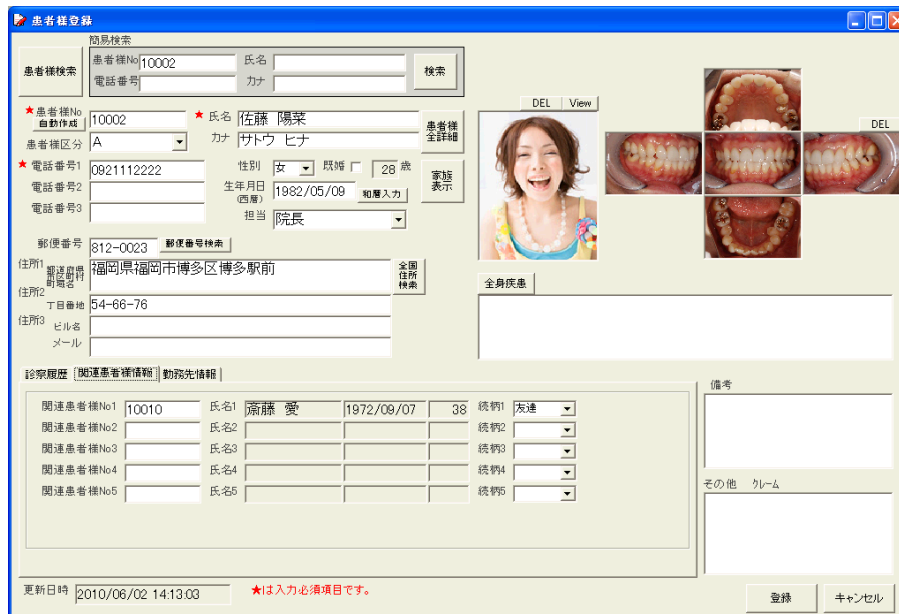 患者様登録
簡易検索
患者様検索
患者様No 10002 氏名
電話番号 カナ
検索
DEL View
DEL
★患者様No 10002 ★氏名 佐藤 陽菜
自動作成
患者様全詳細
患者様区分 A カナ サトウ ヒナ
★電話番号1 0921112222 性別 女 既婚 28 歳
家族表示
電話番号2 生年月日(西暦) 1982/05/09 和暦入力
電話番号3 担当 院長
郵便番号 812-0023 郵便番号検索
住所1 都道府県市区町村町域名 福岡県福岡市博多区博多駅前
全国住所検索
全身疾患
住所2 丁目番地 54-66-76
住所3 ビル名
メール
診察履歴 関連患者様情報 勤務先情報
備考
関連患者様No1 10010 氏名1 斎藤 愛 1972/09/07 38 続柄1 友達
関連患者様No2 氏名2 続柄2
関連患者様No3 氏名3 続柄3
関連患者様No4 氏名4 続柄4
その他 クレーム
関連患者様No5 氏名5 続柄5
更新日時 2010/06/02 14:13:03 ★は入力必須項目です。
登録 キャンセル